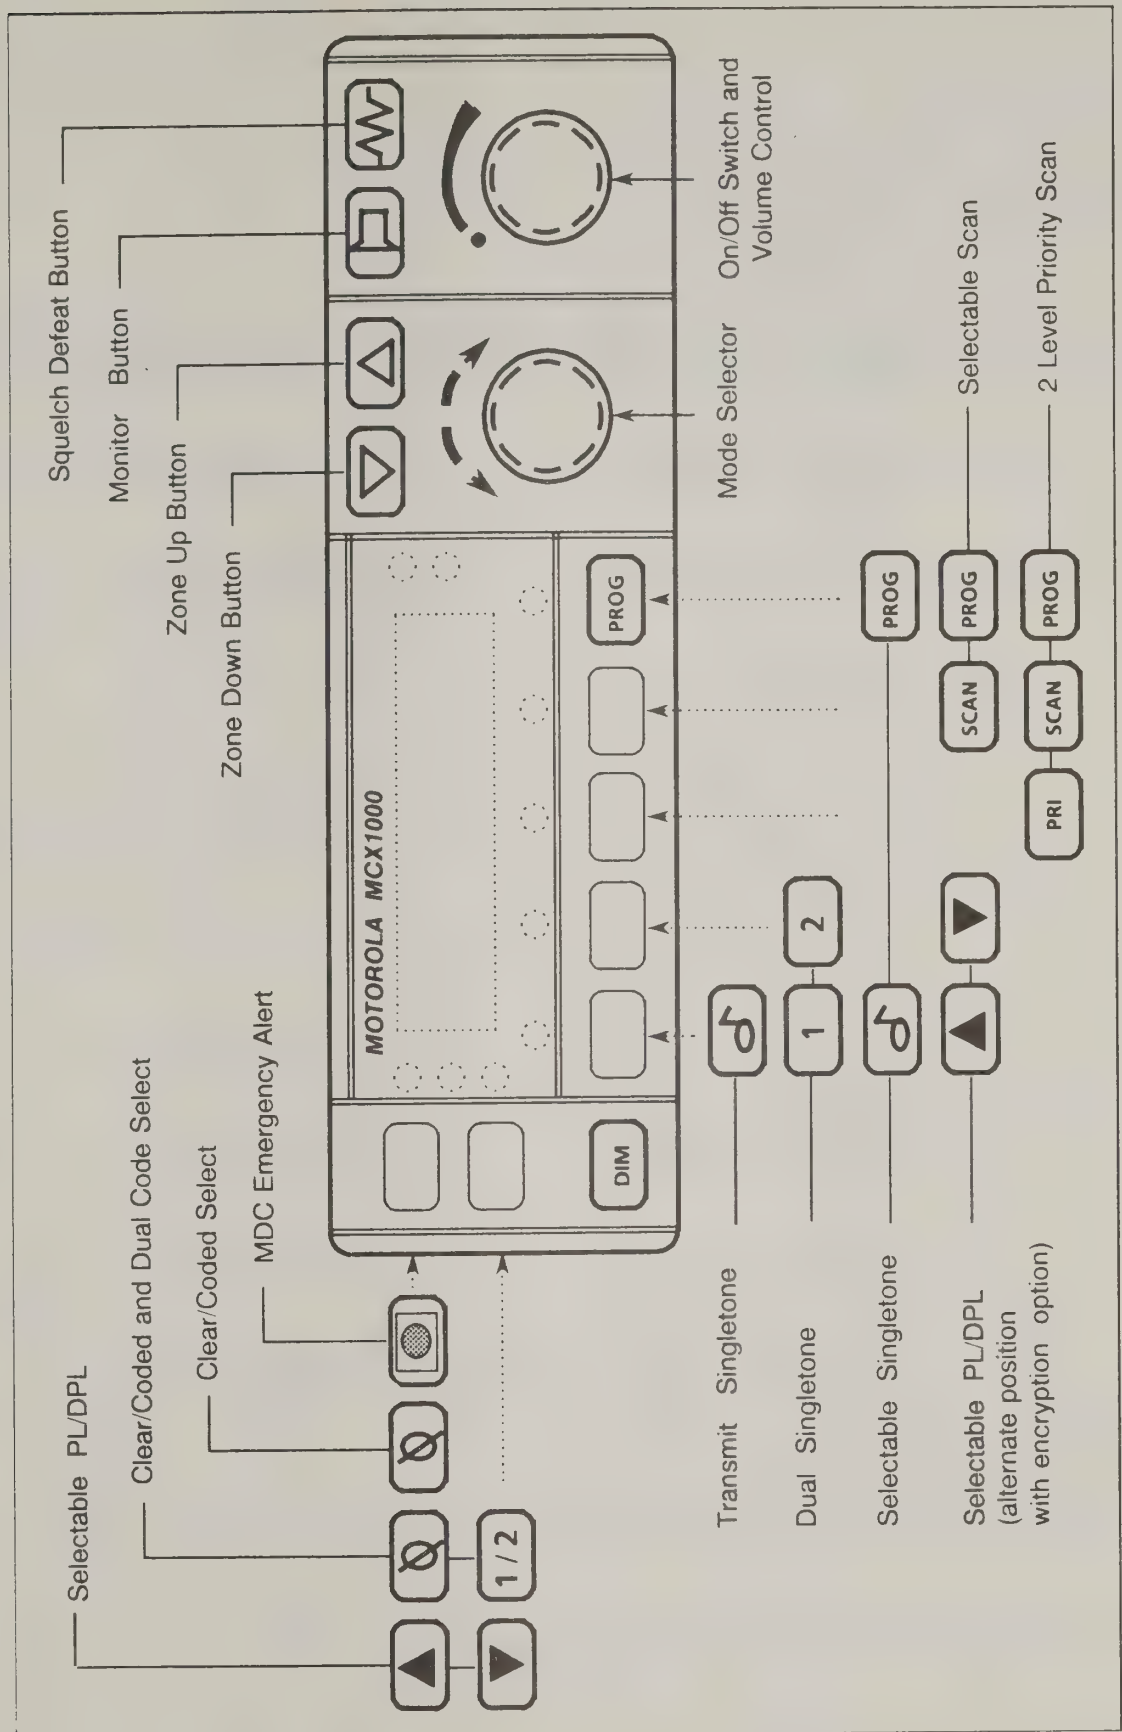 Squelch Defeat Button
Monitor Button
Zone Up Button
Zone Down Button
Selectable PL/DPL
Clear/Coded and Dual Code Select
Clear/Coded Select
MDC Emergency Alert
MOTOROLA MCX1000
1/2
DIM
PROG
Mode Selector
On/Off Switch and
Volume Control
Transmit Singletone
Dual Singletone
1
2
Selectable Singletone
PROG
Selectable PL/DPL
(alternate position
with encryption option)
SCAN
PROG
Selectable Scan
PRI
SCAN
PROG
2 Level Priority Scan